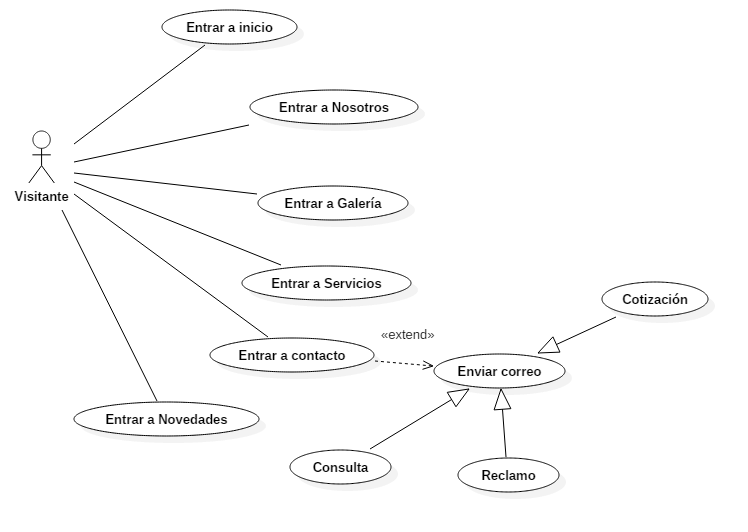 Entrar a inicio
Entrar a Nosotros
Visitante
Entrar a Galería
Entrar a Servicios
Cotización
«extend»
Entrar a contacto
Enviar correo
Entrar a Novedades
Consulta
Reclamo